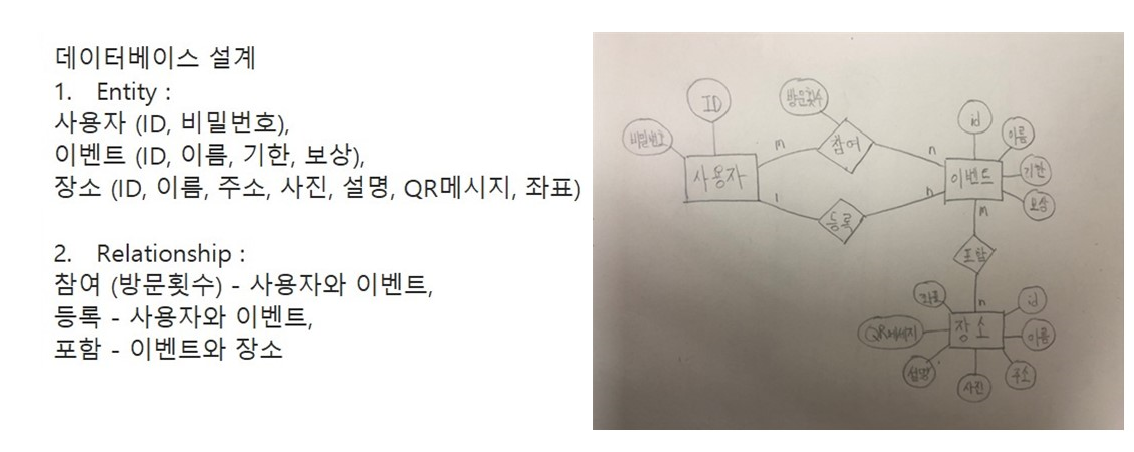 데이터베이스 설계
1. Entity :
사용자 (ID, 비밀번호),
이벤트 (ID, 이름, 기한, 보상),
장소 (ID, 이름, 주소, 사진, 설명, QR메시지, 좌표)
2. Relationship :
참여 (방문횟수) - 사용자와 이벤트,
등록 - 사용자와 이벤트,
포함 - 이벤트와 장소
ID
방문횟수
비밀번호
사용자
m
참여
n
1
등록
n
id
이름
이벤트
기한
보상
m
포함
n
좌표
id
QR메세지
장소
이름
설명
사진
주소